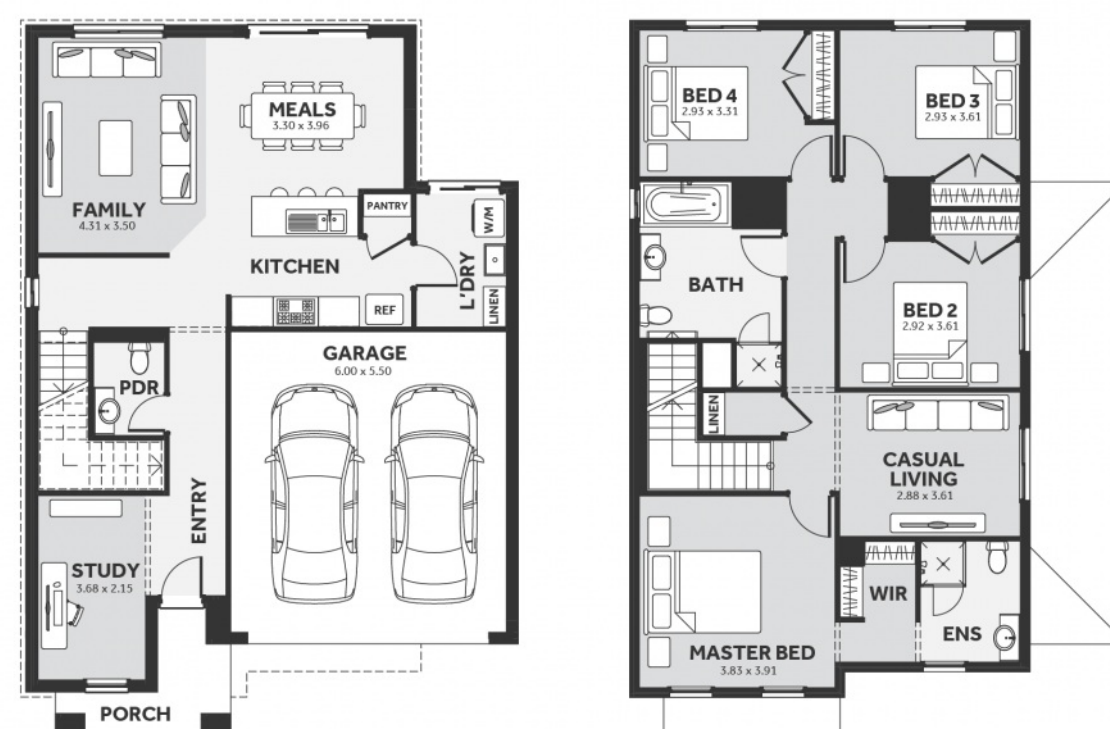 MEALS
3.30 x 3.96
FAMILY
4.31 x 3.50
PANTRY
W/M
KITCHEN
L'DRY
LINEN
REF
GARAGE
6.00 x 5.50
PDR
ENTRY
STUDY
3.68 x 2.15
PORCH
BED 4
2.93 x 3.31
BED 3
2.93 x 3.61
BATH
BED 2
2.92 x 3.61
LINEN
CASUAL
LIVING
2.88 x 3.61
WIR
ENS
MASTER BED
3.83 x 3.91